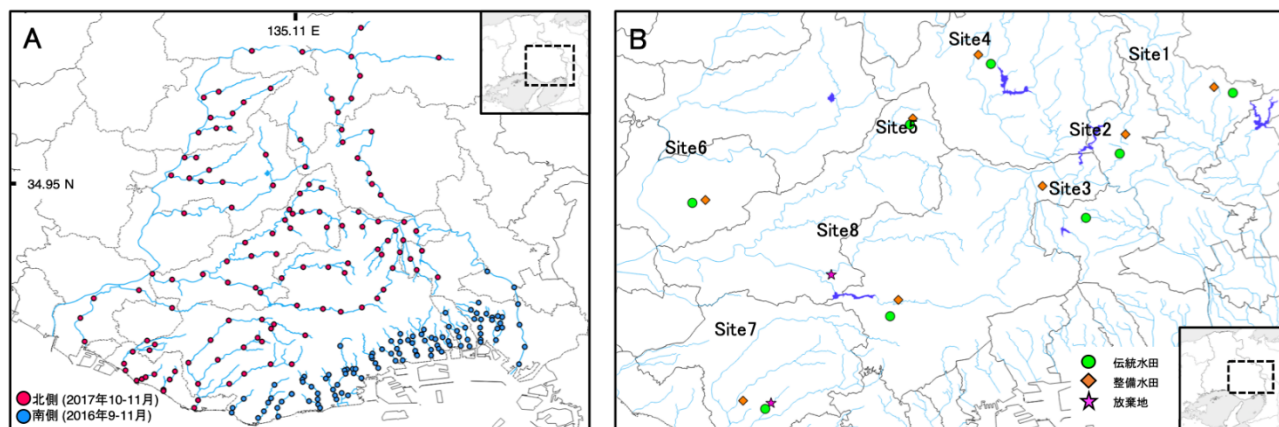 A
135.11 E
34.95 N
北側 (2017年10-11月)
南側 (2016年9-11月)
B
Site4
Site1
Site5
Site2
Site6
Site3
Site8
Site7
伝統水田
整備水田
放棄地